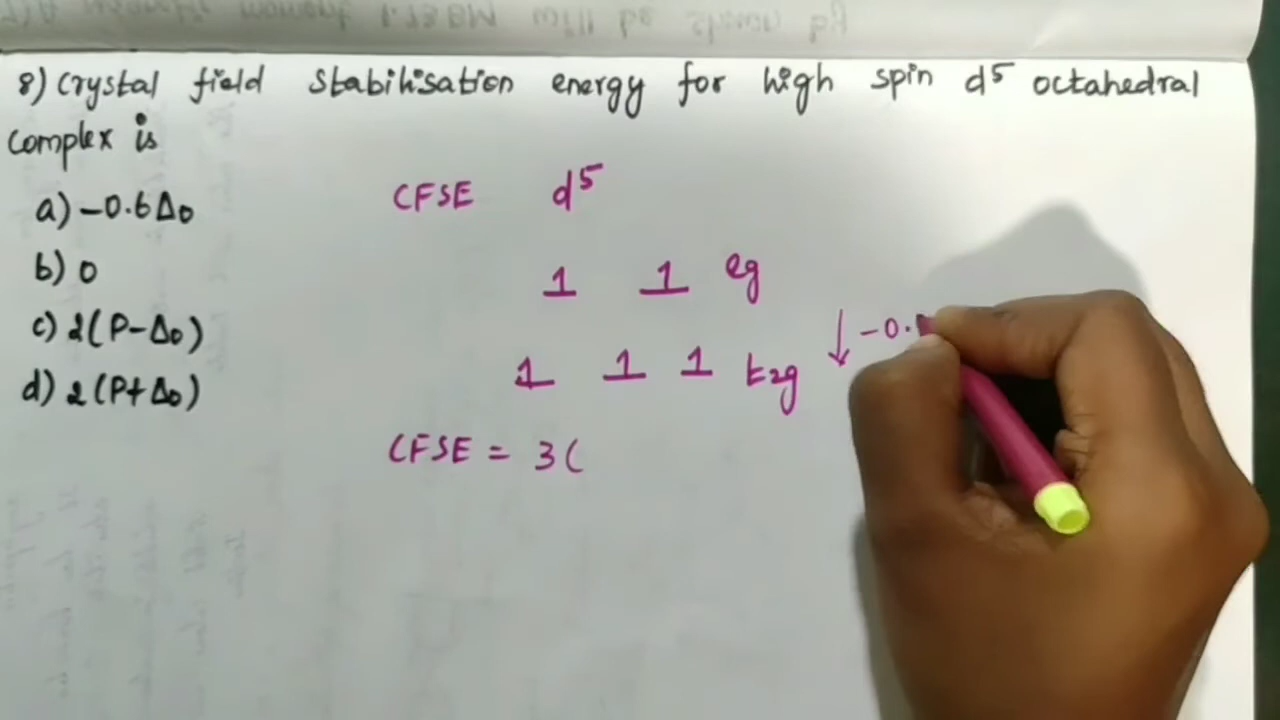 8) Crystal field stabilisation energy for high spin d⁵ octahedral
complex is
a) -0.6Δo
b) 0
c) 2(P-Δo)
d) 2(P+Δo)
CFSE d⁵
1 1 eg
1 1 1 t2g
↓ -0.
CFSE = 3(